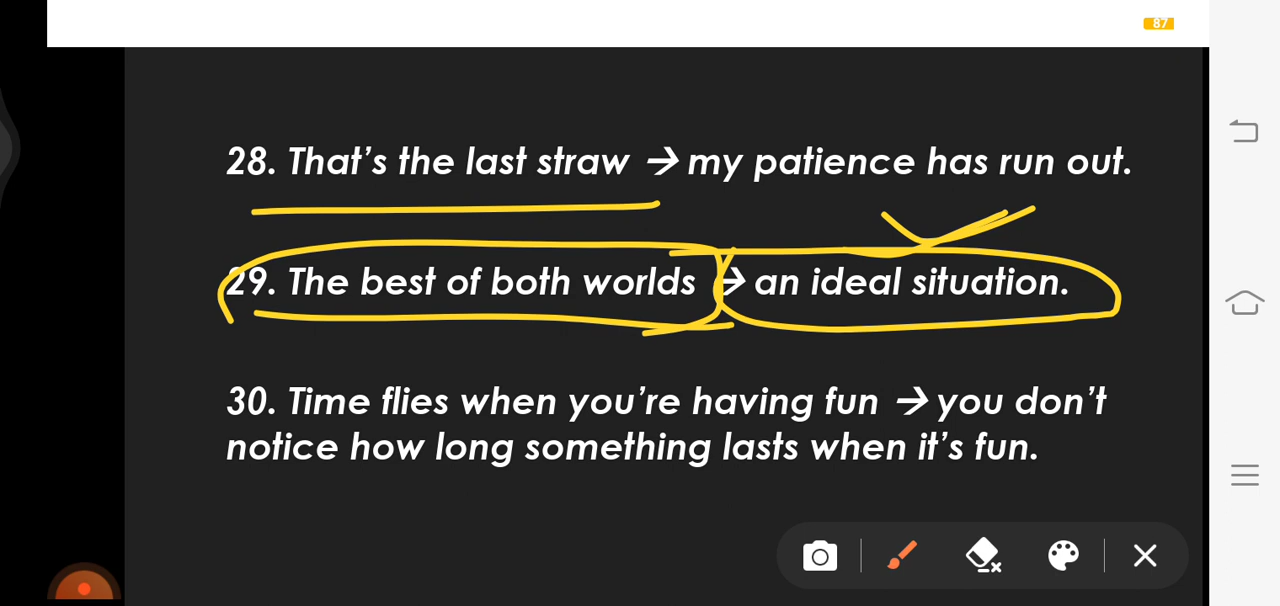 87
28. That’s the last straw → my patience has run out.
29. The best of both worlds → an ideal situation.
30. Time flies when you’re having fun → you don’t
notice how long something lasts when it’s fun.